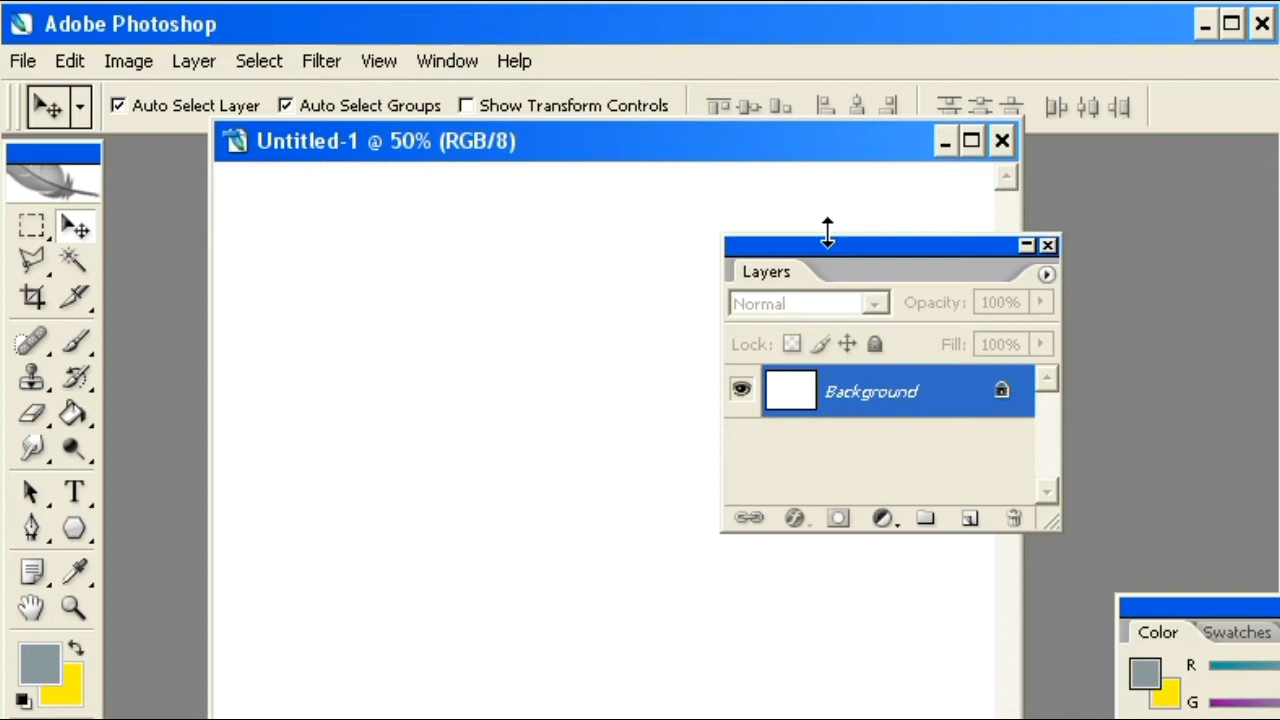 Adobe Photoshop
File Edit Image Layer Select Filter View Window Help
Auto Select Layer Auto Select Groups Show Transform Controls
Untitled-1 @ 50% (RGB/8)
Layers
Normal Opacity: 100%
Lock: Fill: 100%
Background
T
Color Swatches
R
G